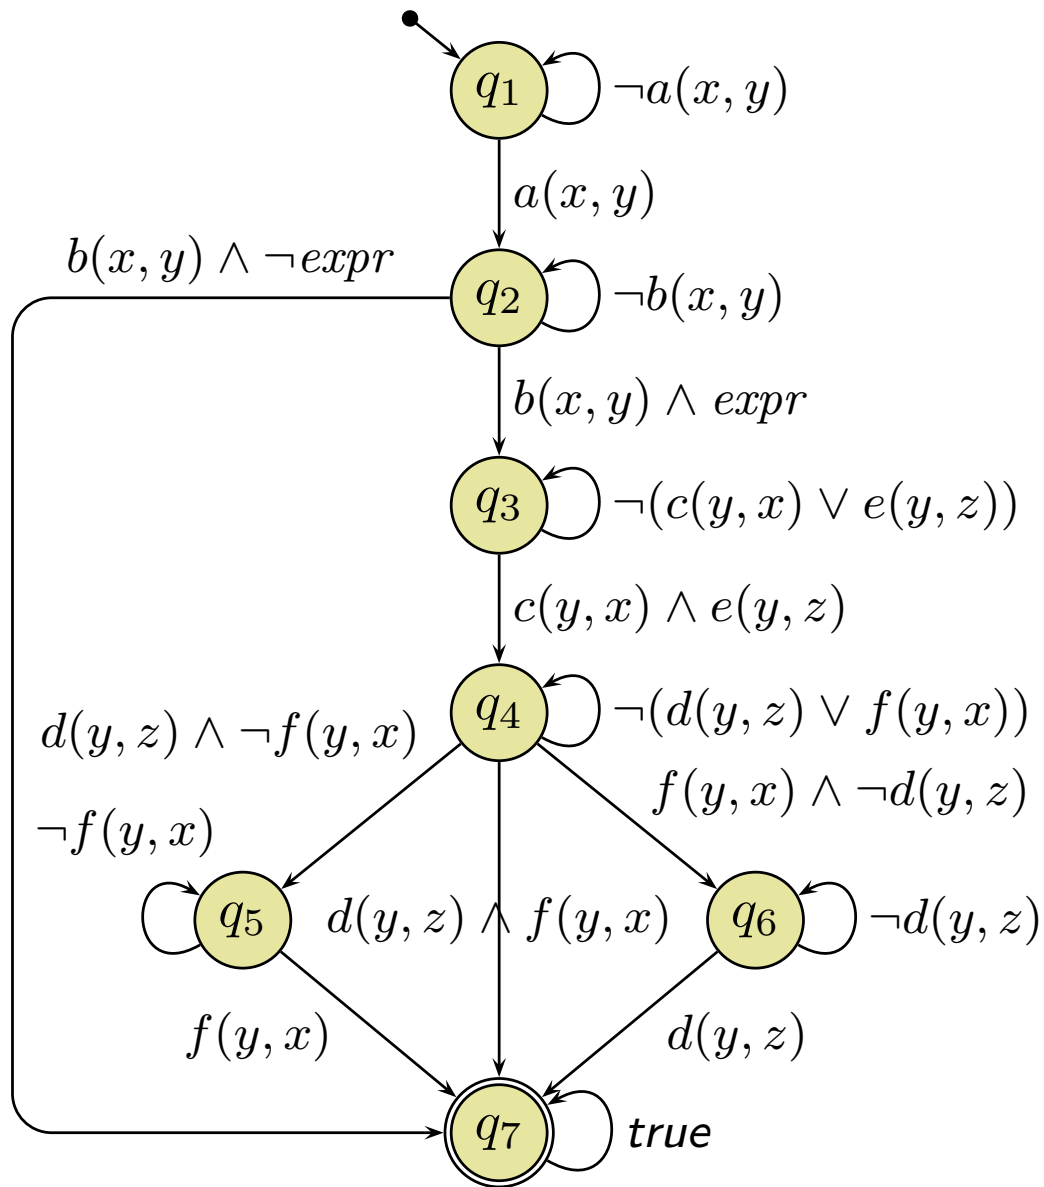 q₁ ¬a(x, y)
a(x, y)
b(x, y) ∧ ¬expr
q₂ ¬b(x, y)
b(x, y) ∧ expr
q₃ ¬(c(y, x) ∨ e(y, z))
c(y, x) ∧ e(y, z)
q₄ ¬(d(y, z) ∨ f(y, x))
d(y, z) ∧ ¬f(y, x)
f(y, x) ∧ ¬d(y, z)
¬f(y, x)
q₅ d(y, z) ∧ f(y, x) q₆ ¬d(y, z)
f(y, x) d(y, z)
q₇ true